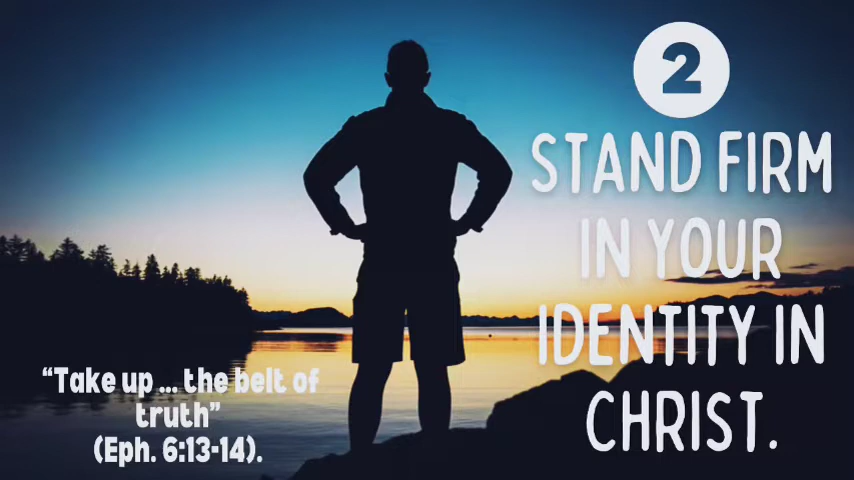 2
STAND FIRM
IN YOUR
IDENTITY IN
CHRIST.
“Take up ... the belt of
truth”
(Eph. 6:13-14).